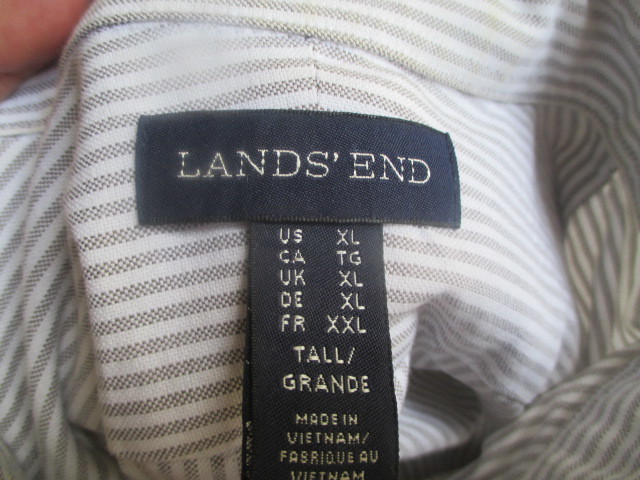 LANDS' END
US XL
CA TG
UK XL
DE XL
FR XXL
TALL/
GRANDE
MADE IN
VIETNAM/
FABRIQUE AU
VIETNAM